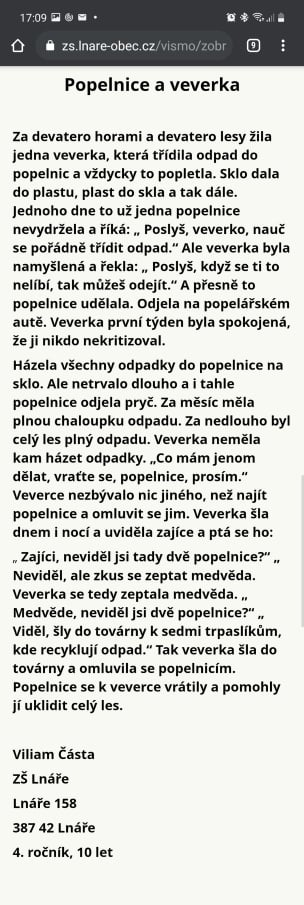 17:09
zs.lnare-obec.cz/vismo/zobr
9
Popelnice a veverka
Za devatero horami a devatero lesy žila
jedna veverka, která třídila odpad do
popelnic a vždycky to popletla. Sklo dala
do plastu, plast do skla a tak dále.
Jednoho dne to už jedna popelnice
nevydržela a říká: „ Poslyš, veverko, nauč
se pořádně třídit odpad.“ Ale veverka byla
namyšlená a řekla: „ Poslyš, když se ti to
nelíbí, tak můžeš odejít.“ A přesně to
popelnice udělala. Odjela na popelářském
autě. Veverka první týden byla spokojená,
že ji nikdo nekritizoval.
Házela všechny odpadky do popelnice na
sklo. Ale netrvalo dlouho a i tahle
popelnice odjela pryč. Za měsíc měla
plnou chaloupku odpadu. Za nedlouho byl
celý les plný odpadu. Veverka neměla
kam házet odpadky. „Co mám jenom
dělat, vraťte se, popelnice, prosím.“
Veverce nezbývalo nic jiného, než najít
popelnice a omluvit se jim. Veverka šla
dnem i nocí a uviděla zajíce a ptá se ho:
„ Zajíci, neviděl jsi tady dvě popelnice?“ „
Neviděl, ale zkus se zeptat medvěda.
Veverka se tedy zeptala medvěda. „
Medvěde, neviděl jsi dvě popelnice?“ „
Viděl, šly do továrny k sedmi trpaslíkům,
kde recyklují odpad.“ Tak veverka šla do
továrny a omluvila se popelnicím.
Popelnice se k veverce vrátily a pomohly
jí uklidit celý les.
Viliam Částa
ZŠ Lnáře
Lnáře 158
387 42 Lnáře
4. ročník, 10 let